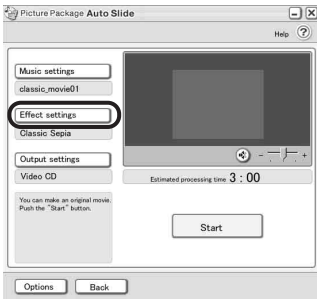 Picture Package Auto Slide
Help ?
Music settings
classic_movie01
Effect settings
Classic Sepia
Output settings
Video CD
- +
Estimated processing time 3 : 00
You can make an original movie.
Push the "Start" button.
Start
Options Back